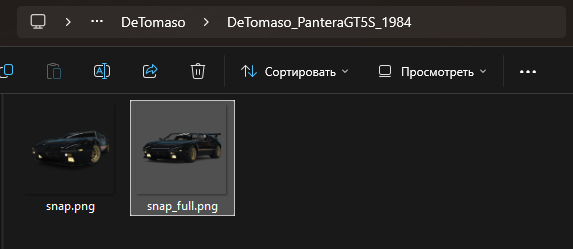 DeTomaso > DeTomaso_PanteraGT5S_1984
Сортировать Просмотреть
snap.png snap_full.png